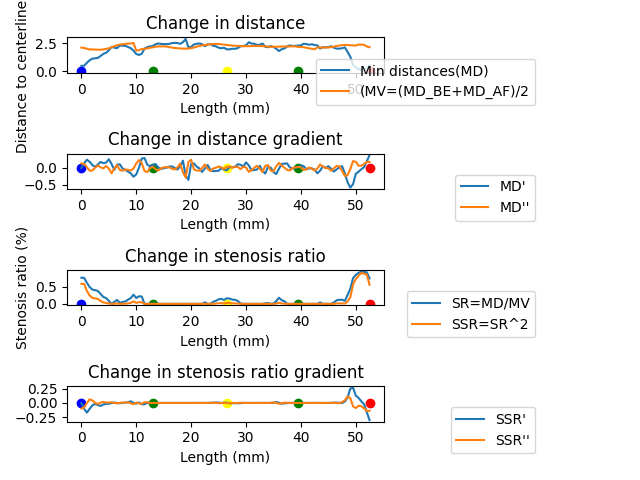 Change in distance
Distance to centerline
2.5
0.0
0 10 20 30 40 50
Length (mm)
Min distances(MD)
(MV=(MD_BE+MD_AF)/2
Change in distance gradient
0.0
−0.5
0 10 20 30 40 50
Length (mm)
MD'
MD''
Change in stenosis ratio
Stenosis ratio (%)
0.5
0.0
0 10 20 30 40 50
Length (mm)
SR=MD/MV
SSR=SR^2
Change in stenosis ratio gradient
0.25
0.00
−0.25
0 10 20 30 40 50
Length (mm)
SSR'
SSR''